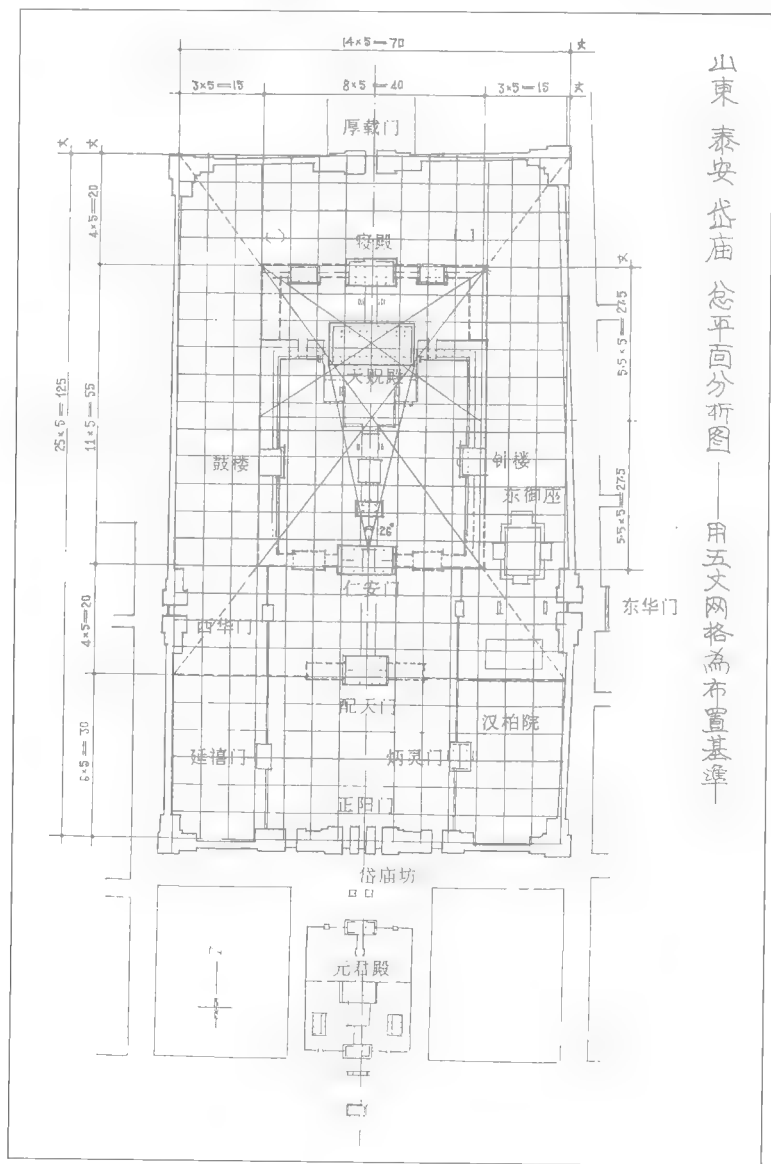 14×5=70 丈
3×5=15
8×5=40
3×5=15 丈
厚载门
丈
丈
4×5=20
寝殿
丈
5·5×5=27.5
天贶殿
11×5=55
25×5=125
鼓楼
钟楼
东御座
26°
5·5×5=27.5
仁安门
西华门
东华门
4×5=20
配天门
汉柏院
延禧门
炳灵门
6×5=30
正阳门
岱庙坊
元君殿
山東 泰安 岱庙 总平面分析图——用五丈网格為布置基準